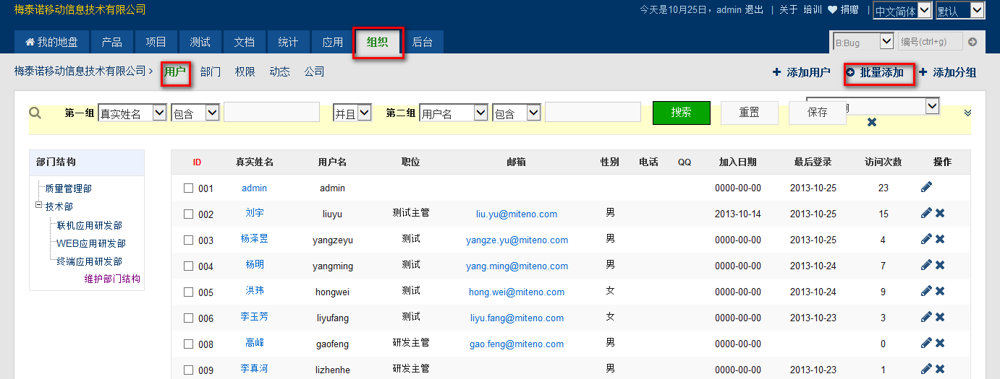 梅泰诺移动信息技术有限公司 今天是10月25日，admin 退出 | 关于 培训 捐赠 | 中文简体 默认
我的地盘 产品 项目 测试 文档 统计 应用 组织 后台 B:Bug 编号(ctrl+g)
梅泰诺移动信息技术有限公司 › 用户 部门 权限 动态 公司 添加用户 批量添加 添加分组
第一组 真实姓名 包含 并且 第二组 用户名 包含 搜索 重置 保存
部门结构
质量管理部
技术部
联机应用研发部
WEB应用研发部
终端应用研发部
维护部门结构
ID 真实姓名 用户名 职位 邮箱 性别 电话 QQ 加入日期 最后登录 访问次数 操作
001 admin admin 0000-00-00 2013-10-25 23
002 刘宇 liuyu 测试主管 liu.yu@miteno.com 男 2013-10-14 2013-10-25 15
003 杨泽昱 yangzeyu 测试 yangze.yu@miteno.com 男 0000-00-00 2013-10-25 4
004 杨明 yangming 测试 yang.ming@miteno.com 男 0000-00-00 2013-10-24 7
005 洪玮 hongwei 测试 hong.wei@miteno.com 女 0000-00-00 2013-10-24 9
006 李玉芳 liyufang 测试 liyu.fang@miteno.com 女 0000-00-00 2013-10-23 3
008 高峰 gaofeng 研发主管 gao.feng@miteno.com 男 0000-00-00 0
009 李真河 lizhenhe 研发主管 男 0000-00-00 2013-10-23 1